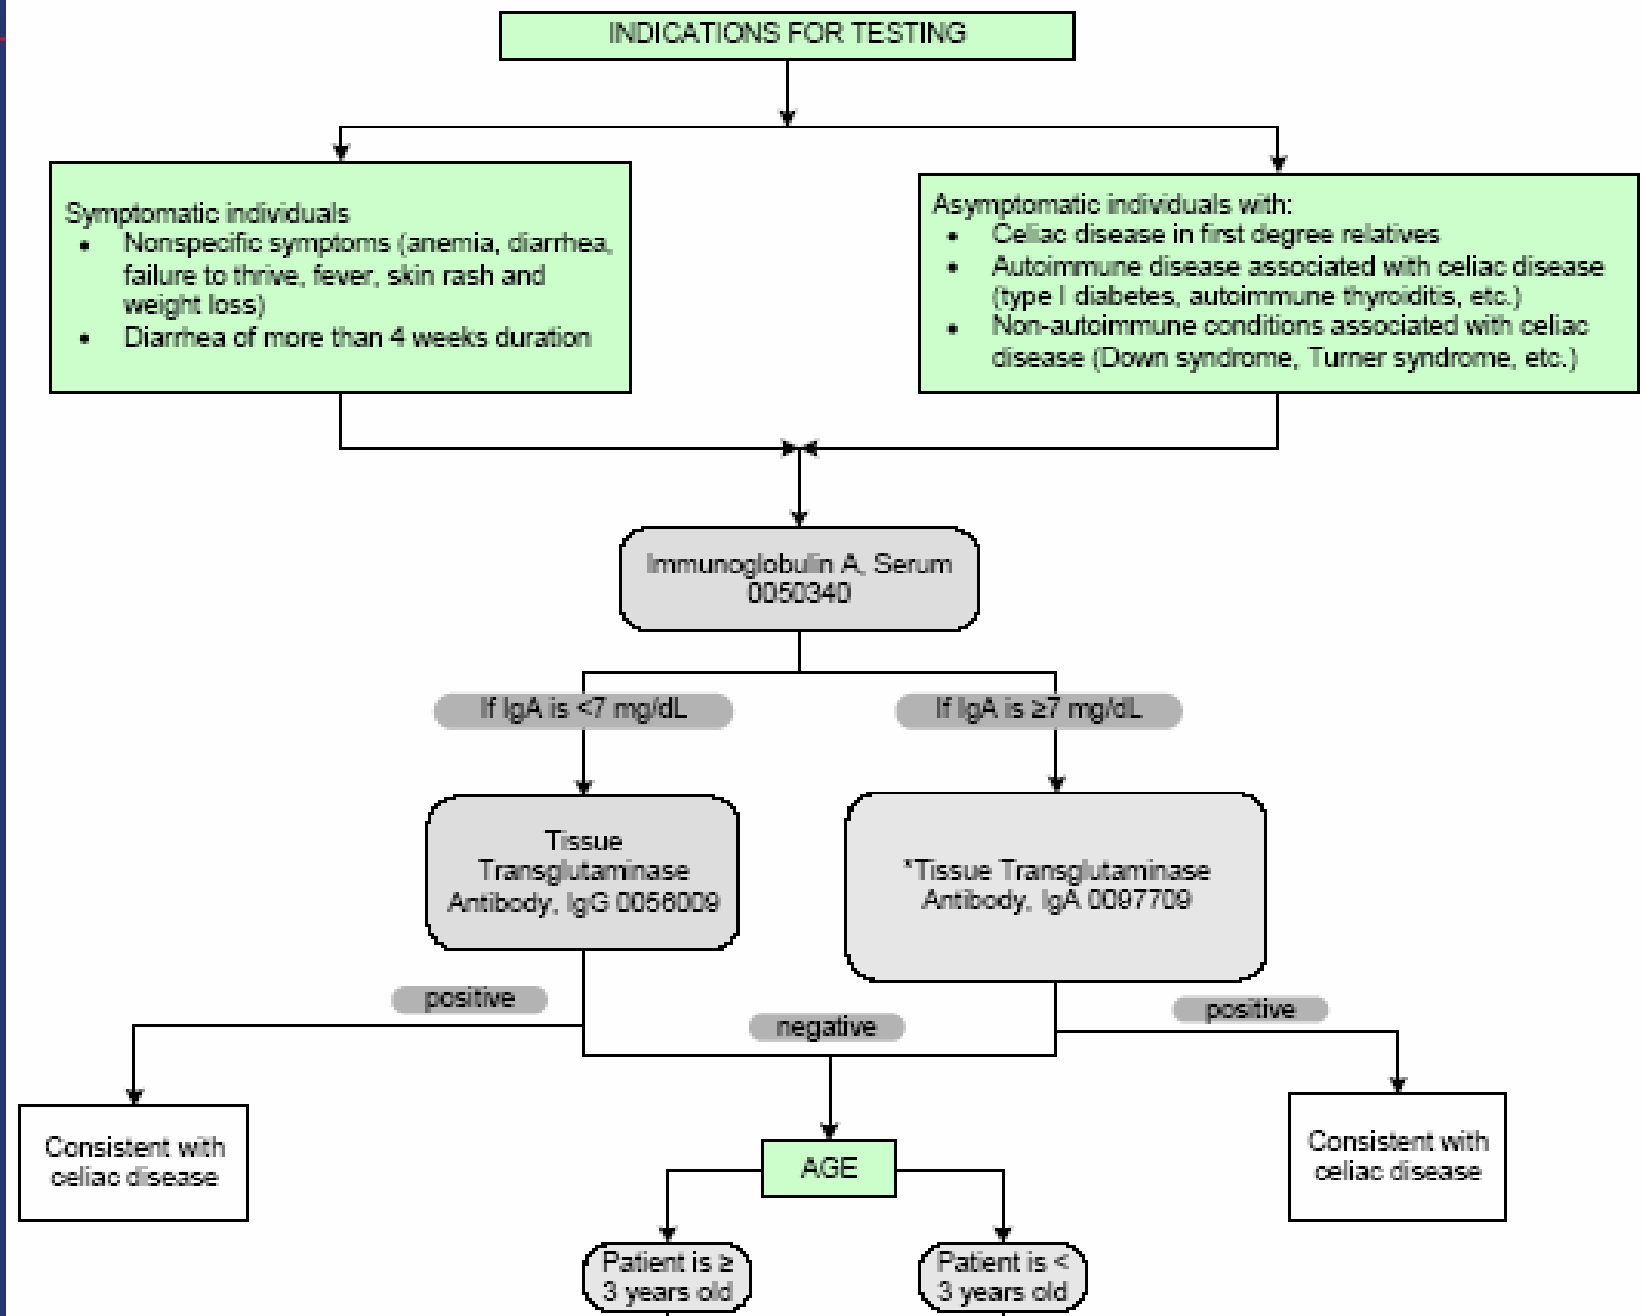 INDICATIONS FOR TESTING
Symptomatic individuals
• Nonspecific symptoms (anemia, diarrhea,
failure to thrive, fever, skin rash and
weight loss)
• Diarrhea of more than 4 weeks duration
Asymptomatic individuals with:
• Celiac disease in first degree relatives
• Autoimmune disease associated with celiac disease
(type I diabetes, autoimmune thyroiditis, etc.)
• Non-autoimmune conditions associated with celiac
disease (Down syndrome, Turner syndrome, etc.)
Immunoglobulin A, Serum
0050340
If IgA is <7 mg/dL
If IgA is ≥7 mg/dL
Tissue
Transglutaminase
Antibody, IgG 0056009
*Tissue Transglutaminase
Antibody, IgA 0097709
positive
negative
positive
Consistent with
celiac disease
AGE
Consistent with
celiac disease
Patient is ≥
3 years old
Patient is <
3 years old